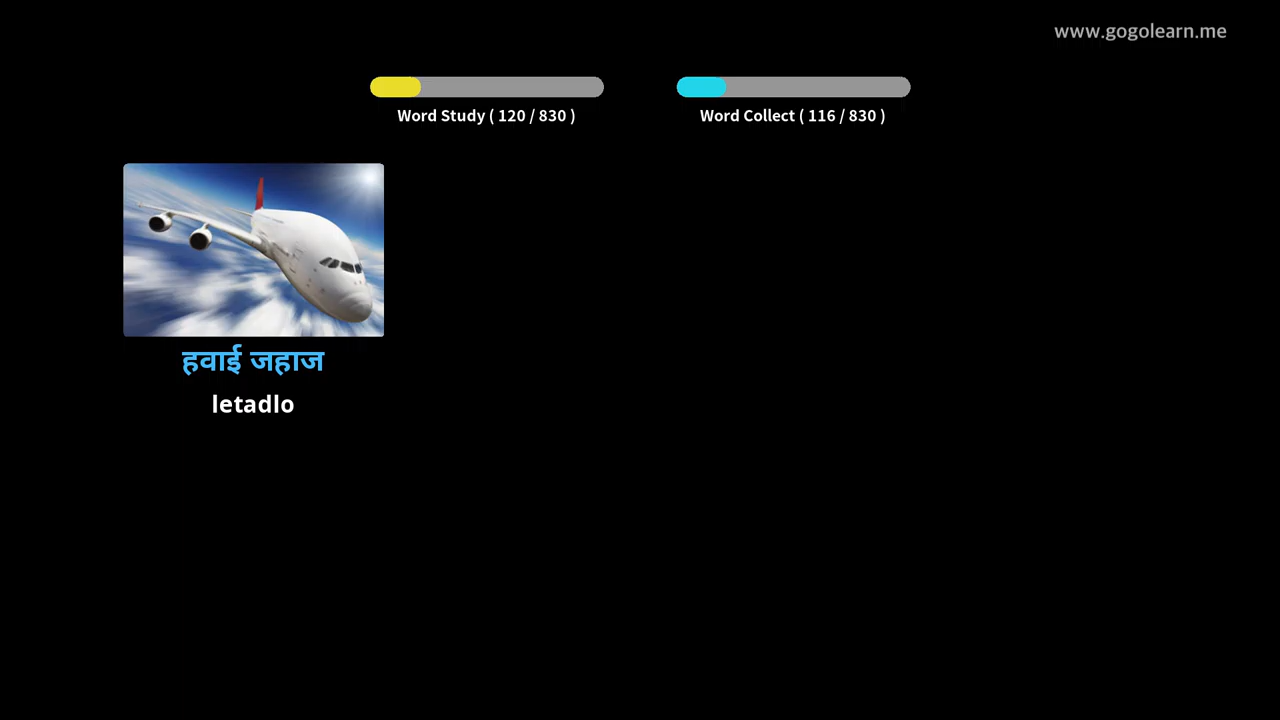 www.gogolearn.me
Word Study ( 120 / 830 )
Word Collect ( 116 / 830 )
हवाई जहाज
letadlo